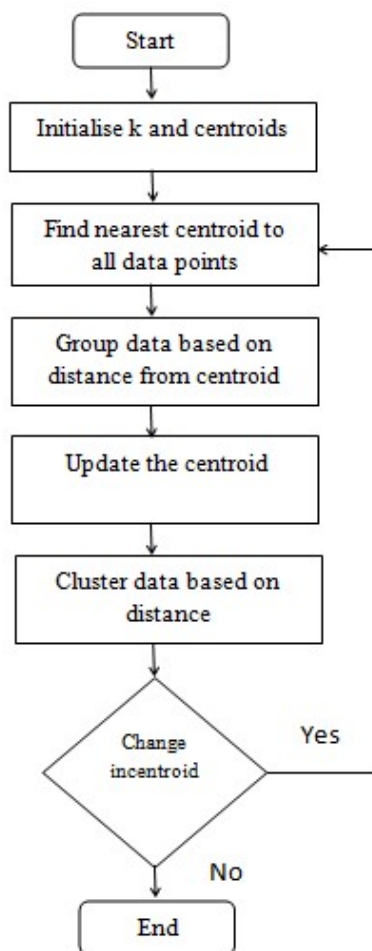 Start
Initialise k and centroids
Find nearest centroid to
all data points
Group data based on
distance from centroid
Update the centroid
Cluster data based on
distance
Change
incentroid
Yes
No
End